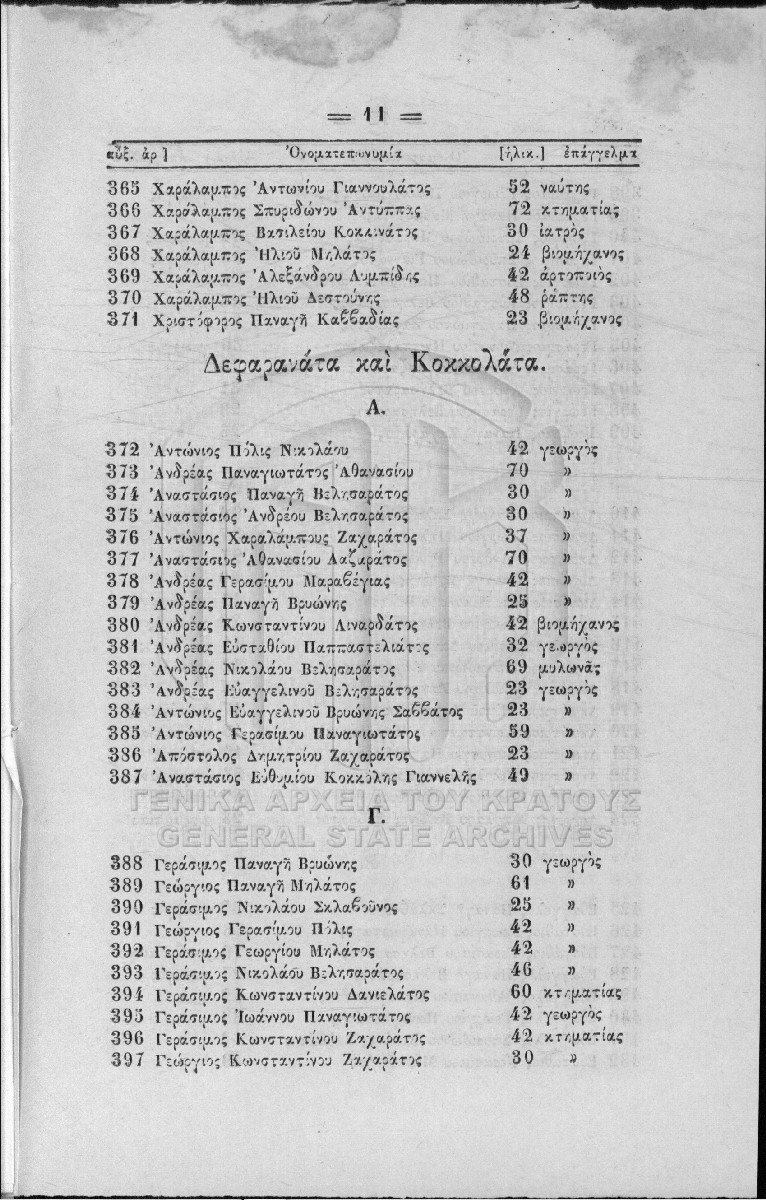 = 11 =
αὔξ. ἀρ ] Ὀνοματεπωνυμία [ἡλικ.] ἐπάγγελμα
365 Χαράλαμπος Ἀντωνίου Γιαννουλάτος 52 ναύτης
366 Χαράλαμπος Σπυριδώνου Ἀντύππας 72 κτηματίας
367 Χαράλαμπος Βασιλείου Κοκκινάτος 30 ἰατρὸς
368 Χαράλαμπος Ἠλιοῦ Μηλάτος 24 βιομήχανος
369 Χαράλαμπος Ἀλεξάνδρου Λυμπίδης 42 ἀρτοποιὸς
370 Χαράλαμπος Ἠλιοῦ Δεστούνης 48 ῥάπτης
371 Χριστόφορος Παναγῆ Καββαδίας 23 βιομήχανος
Δεφαρανάτα καὶ Κοκκολάτα.
Α.
372 Ἀντώνιος Πόλις Νικολάου 42 γεωργὸς
373 Ἀνδρέας Παναγιωτάτος Ἀθανασίου 70 »
374 Ἀναστάσιος Παναγῆ Βελησαράτος 30 »
375 Ἀναστάσιος Ἀνδρέου Βελησαράτος 30 »
376 Ἀντώνιος Χαραλάμπους Ζαχαράτος 37 »
377 Ἀναστάσιος Ἀθανασίου Λαζαράτος 70 »
378 Ἀνδρέας Γερασίμου Μαραβέγιας 42 »
379 Ἀνδρέας Παναγῆ Βρυώνης 25 »
380 Ἀνδρέας Κωνσταντίνου Λιναρδάτος 42 βιομήχανος
381 Ἀνδρέας Εὐσταθίου Παππαστελιάτος 32 γεωργὸς
382 Ἀνδρέας Νικολάου Βελησαράτος 69 μυλωνᾶς
383 Ἀνδρέας Εὐαγγελινοῦ Βελησαράτος 23 γεωργὸς
384 Ἀντώνιος Εὐαγγελινοῦ Βρυώνης Σαββάτος 23 »
385 Ἀντώνιος Γερασίμου Παναγιωτάτος 59 »
386 Ἀπόστολος Δημητρίου Ζαχαράτος 23 »
387 Ἀναστάσιος Εὐθυμίου Κοκκόλης Γιαννελῆς 49 »
ΓΕΝΙΚΑ ΑΡΧΕΙΑ ΤΟΥ ΚΡΑΤΟΥΣ
Γ.
GENERAL STATE ARCHIVES
388 Γεράσιμος Παναγῆ Βρυώνης 30 γεωργὸς
389 Γεώργιος Παναγῆ Μηλάτος 61 »
390 Γεράσιμος Νικολάου Σκλαβοῦνος 25 »
391 Γεώργιος Γερασίμου Πόλις 42 »
392 Γεράσιμος Γεωργίου Μηλάτος 42 »
393 Γεράσιμος Νικολάου Βελησαράτος 46 »
394 Γεράσιμος Κωνσταντίνου Δανιελάτος 60 κτηματίας
395 Γεράσιμος Ἰωάννου Παναγιωτάτος 42 γεωργὸς
396 Γεράσιμος Κωνσταντίνου Ζαχαράτος 42 κτηματίας
397 Γεώργιος Κωνσταντίνου Ζαχαράτος 30 »